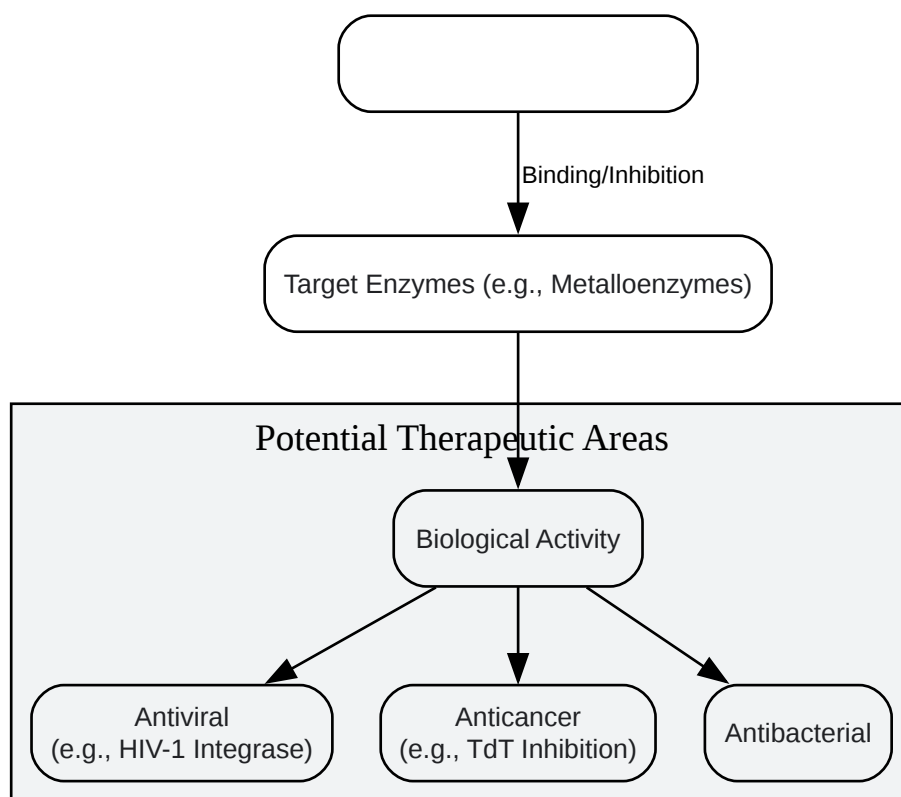 Binding/Inhibition
Target Enzymes (e.g., Metalloenzymes)
Potential Therapeutic Areas
Biological Activity
Antiviral
(e.g., HIV-1 Integrase)
Anticancer
(e.g., TdT Inhibition)
Antibacterial